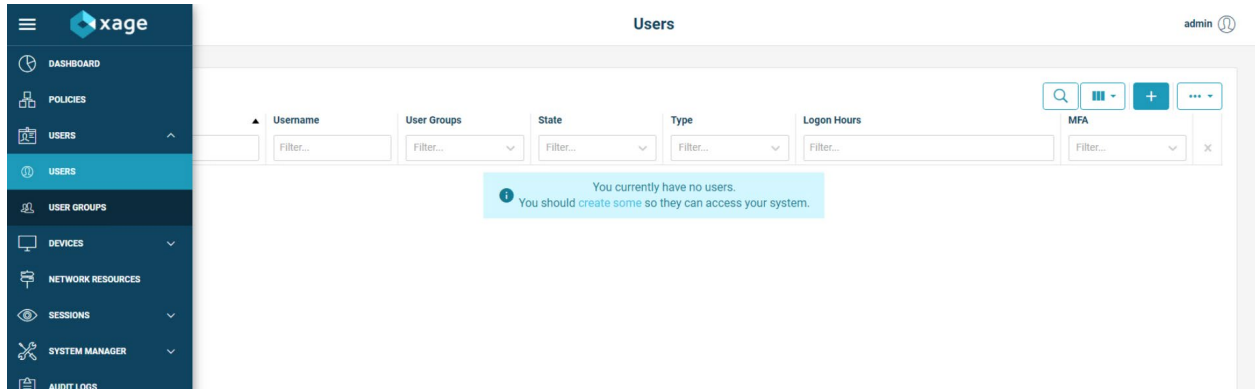 xage
Users
admin
DASHBOARD
POLICIES
USERS
USERS
USER GROUPS
DEVICES
NETWORK RESOURCES
SESSIONS
SYSTEM MANAGER
AUDIT LOGS
Username User Groups State Type Logon Hours MFA
Filter... Filter... Filter... Filter... Filter... Filter...
You currently have no users.
You should create some so they can access your system.